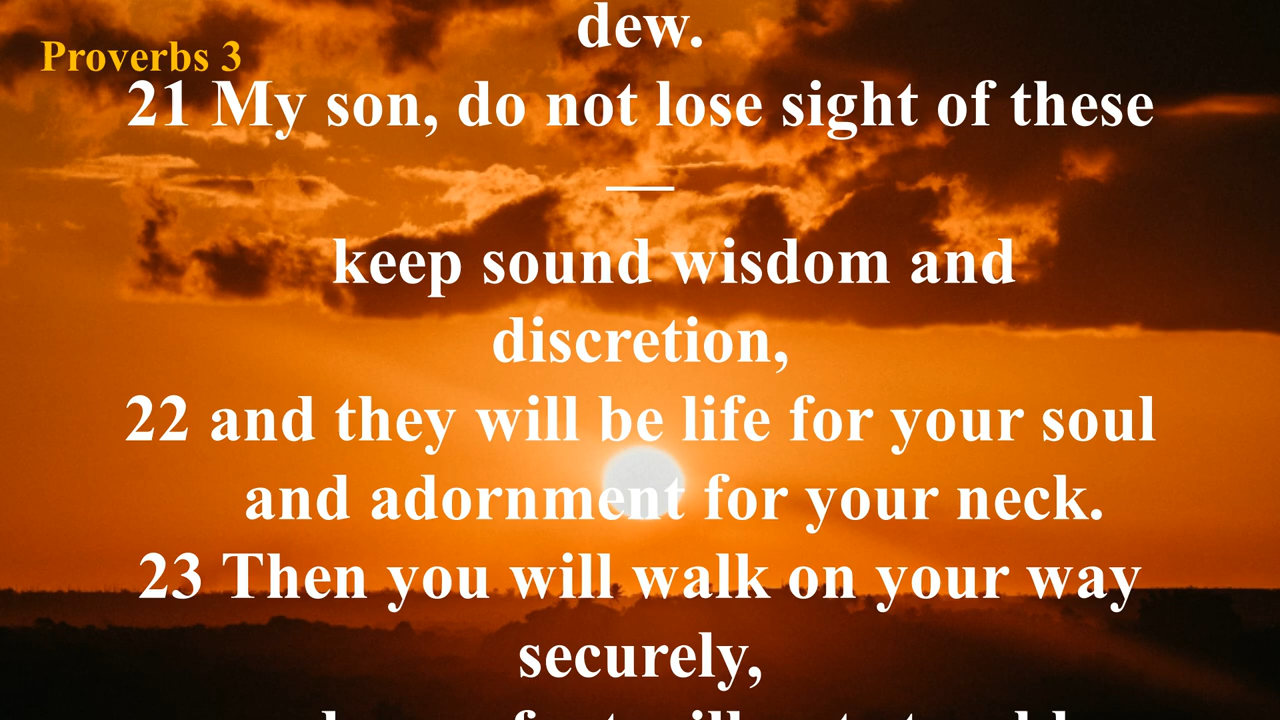 dew.
Proverbs 3
21 My son, do not lose sight of these
—
keep sound wisdom and
discretion,
22 and they will be life for your soul
and adornment for your neck.
23 Then you will walk on your way
securely,